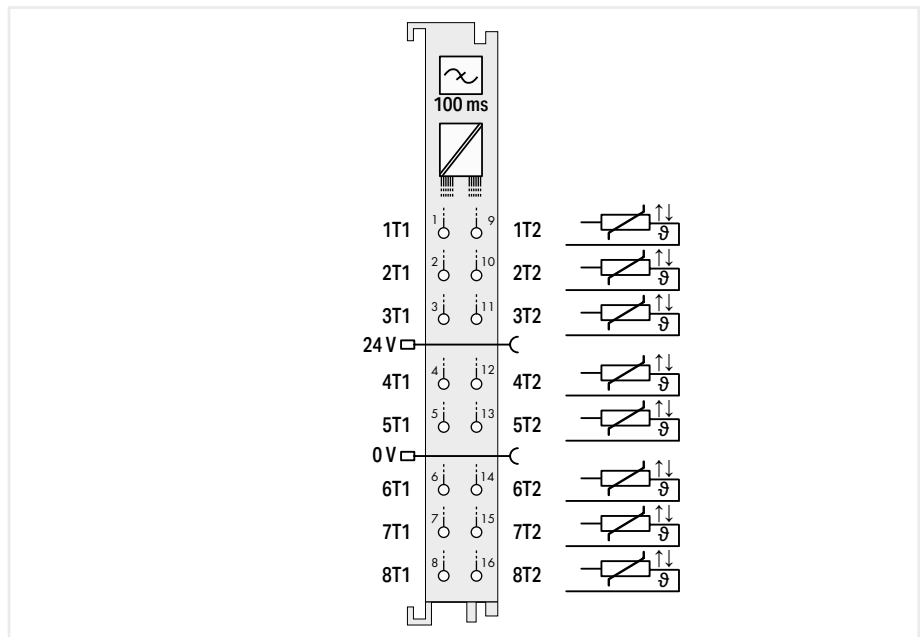 100 ms
1T1 1 9 1T2 ↑↓ ϑ
2T1 2 10 2T2 ↑↓ ϑ
3T1 3 11 3T2 ↑↓ ϑ
24 V
4T1 4 12 4T2 ↑↓ ϑ
5T1 5 13 5T2 ↑↓ ϑ
0 V
6T1 6 14 6T2 ↑↓ ϑ
7T1 7 15 7T2 ↑↓ ϑ
8T1 8 16 8T2 ↑↓ ϑ